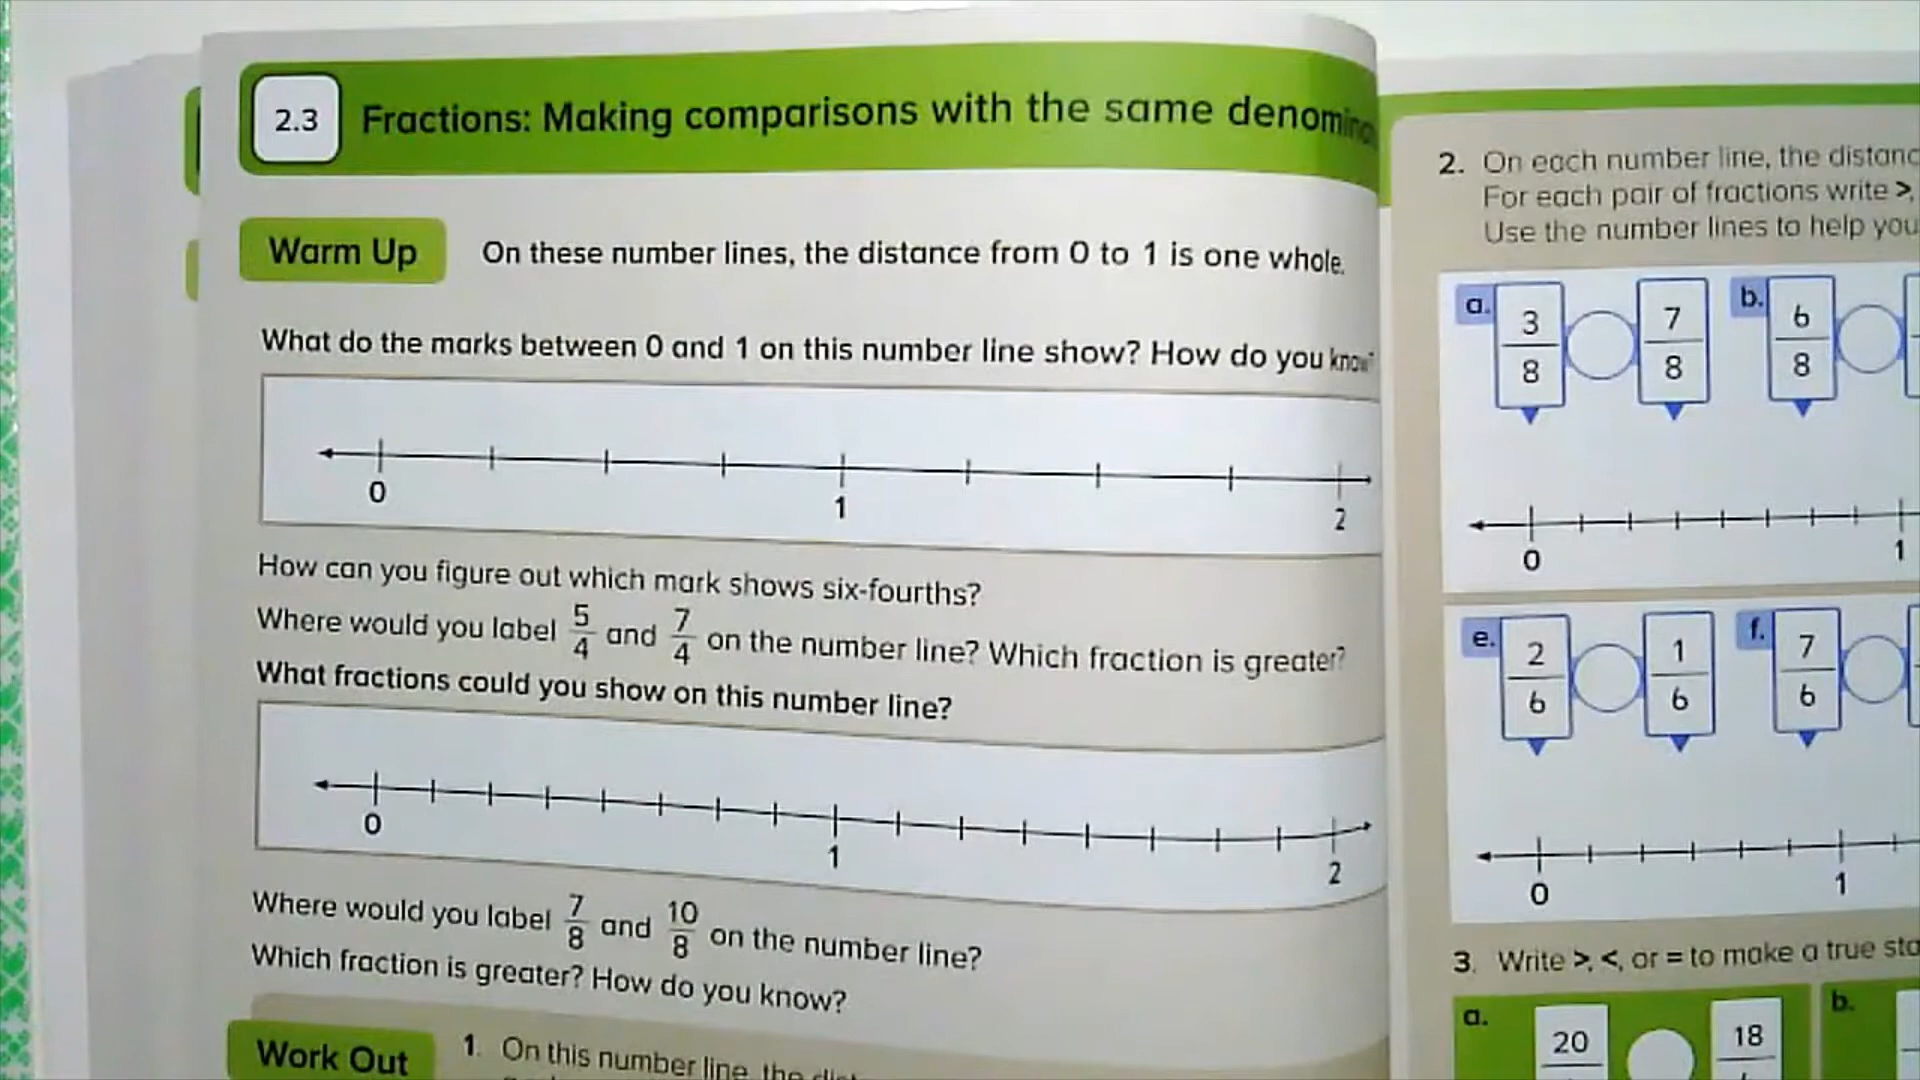 2.3 Fractions: Making comparisons with the same
Warm Up On these number lines, the distance from 0 to 1 is one whole.
What do the marks between 0 and 1 on this number line show? How do you know
0 1 2
How can you figure out which mark shows six-fourths?
Where would you label 5/4 and 7/4 on the number line? Which fraction is greater?
What fractions could you show on this number line?
0 1 2
Where would you label 7/8 and 10/8 on the number line?
Which fraction is greater? How do you know?
Work Out 1. On this number line, the
2. On each number line, the
For each pair of fractions write >,
Use the number lines to help you
a. 3/8 7/8 b. 6/8
0 1
e. 2/6 1/6 f. 7/6
0 1
3. Write >, <, or = to make a true
a. 20 18 b.